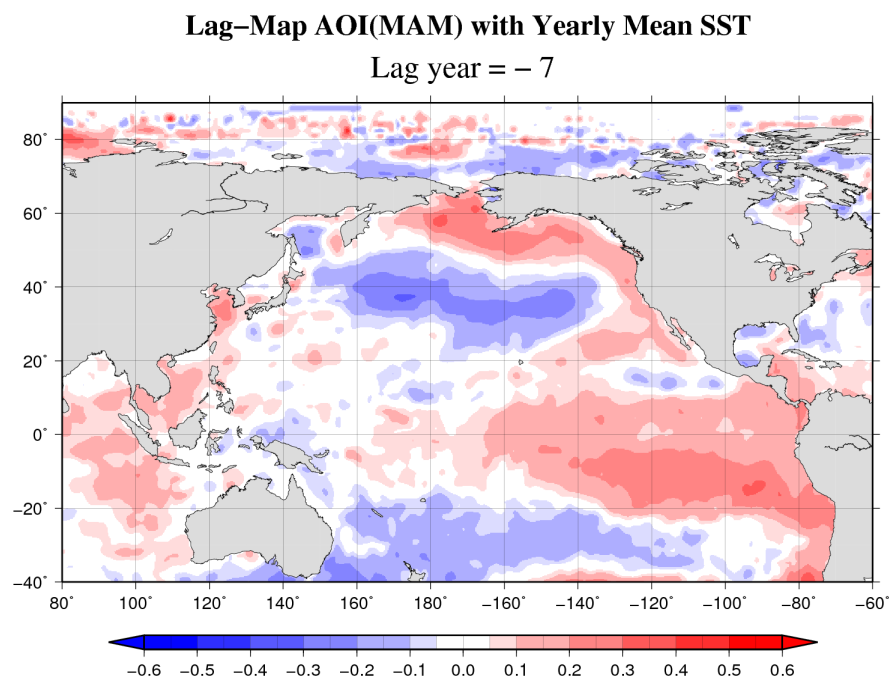 Lag−Map AOI(MAM) with Yearly Mean SST
Lag year = − 7
80˚
60˚
40˚
20˚
0˚
−20˚
−40˚
80˚ 100˚ 120˚ 140˚ 160˚ 180˚ −160˚ −140˚ −120˚ −100˚ −80˚ −60˚
−0.6 −0.5 −0.4 −0.3 −0.2 −0.1 0.0 0.1 0.2 0.3 0.4 0.5 0.6